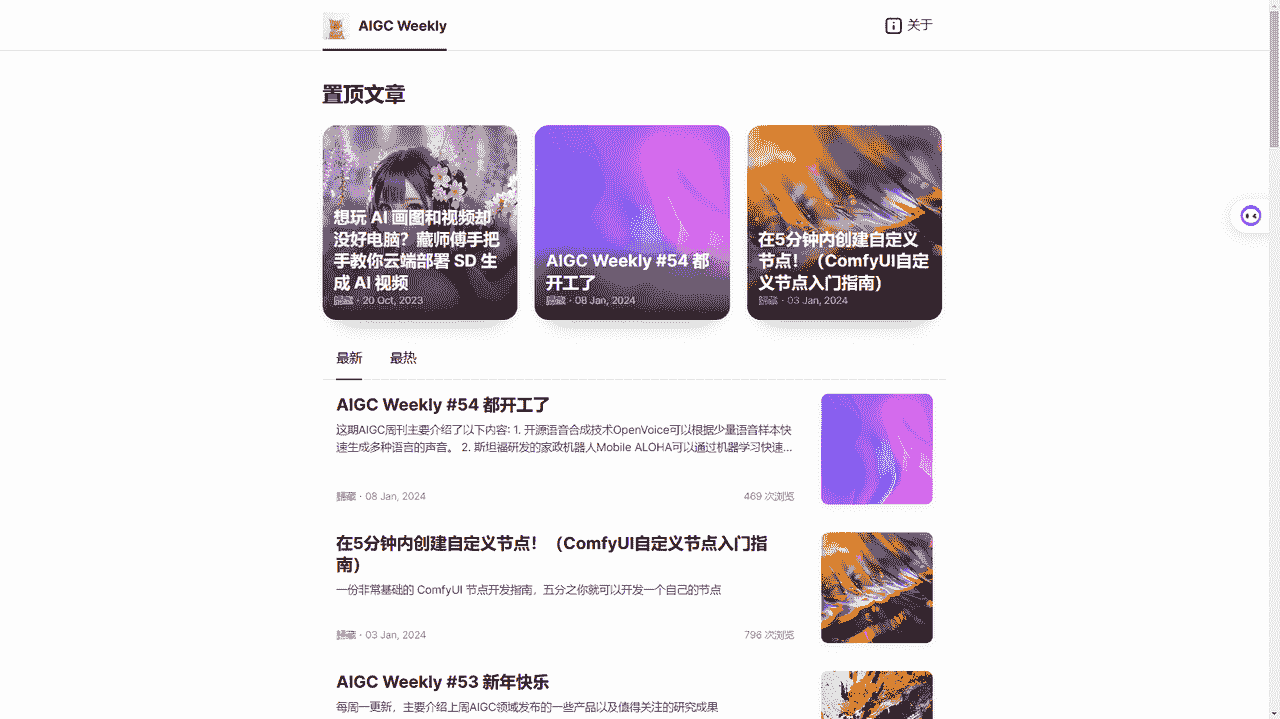 AIGC Weekly
关于
置顶文章
想玩 AI 画图和视频却
没好电脑？藏师傅手把
手教你云端部署 SD 生
成 AI 视频
歸藏 · 20 Oct, 2023
AIGC Weekly #54 都
开工了
歸藏 · 08 Jan, 2024
在5分钟内创建自定义
节点！（ComfyUI自定
义节点入门指南）
歸藏 · 03 Jan, 2024
最新
最热
AIGC Weekly #54 都开工了
这期AIGC周刊主要介绍了以下内容: 1. 开源语音合成技术OpenVoice可以根据少量语音样本快
速生成多种语言的声音。 2. 斯坦福研发的家政机器人Mobile ALOHA可以通过机器学习快速...
歸藏 · 08 Jan, 2024
469 次浏览
在5分钟内创建自定义节点！（ComfyUI自定义节点入门指
南）
一份非常基础的 ComfyUI 节点开发指南，五分之你就可以开发一个自己的节点
歸藏 · 03 Jan, 2024
796 次浏览
AIGC Weekly #53 新年快乐
每周一更新，主要介绍上周AIGC领域发布的一些产品以及值得关注的研究成果